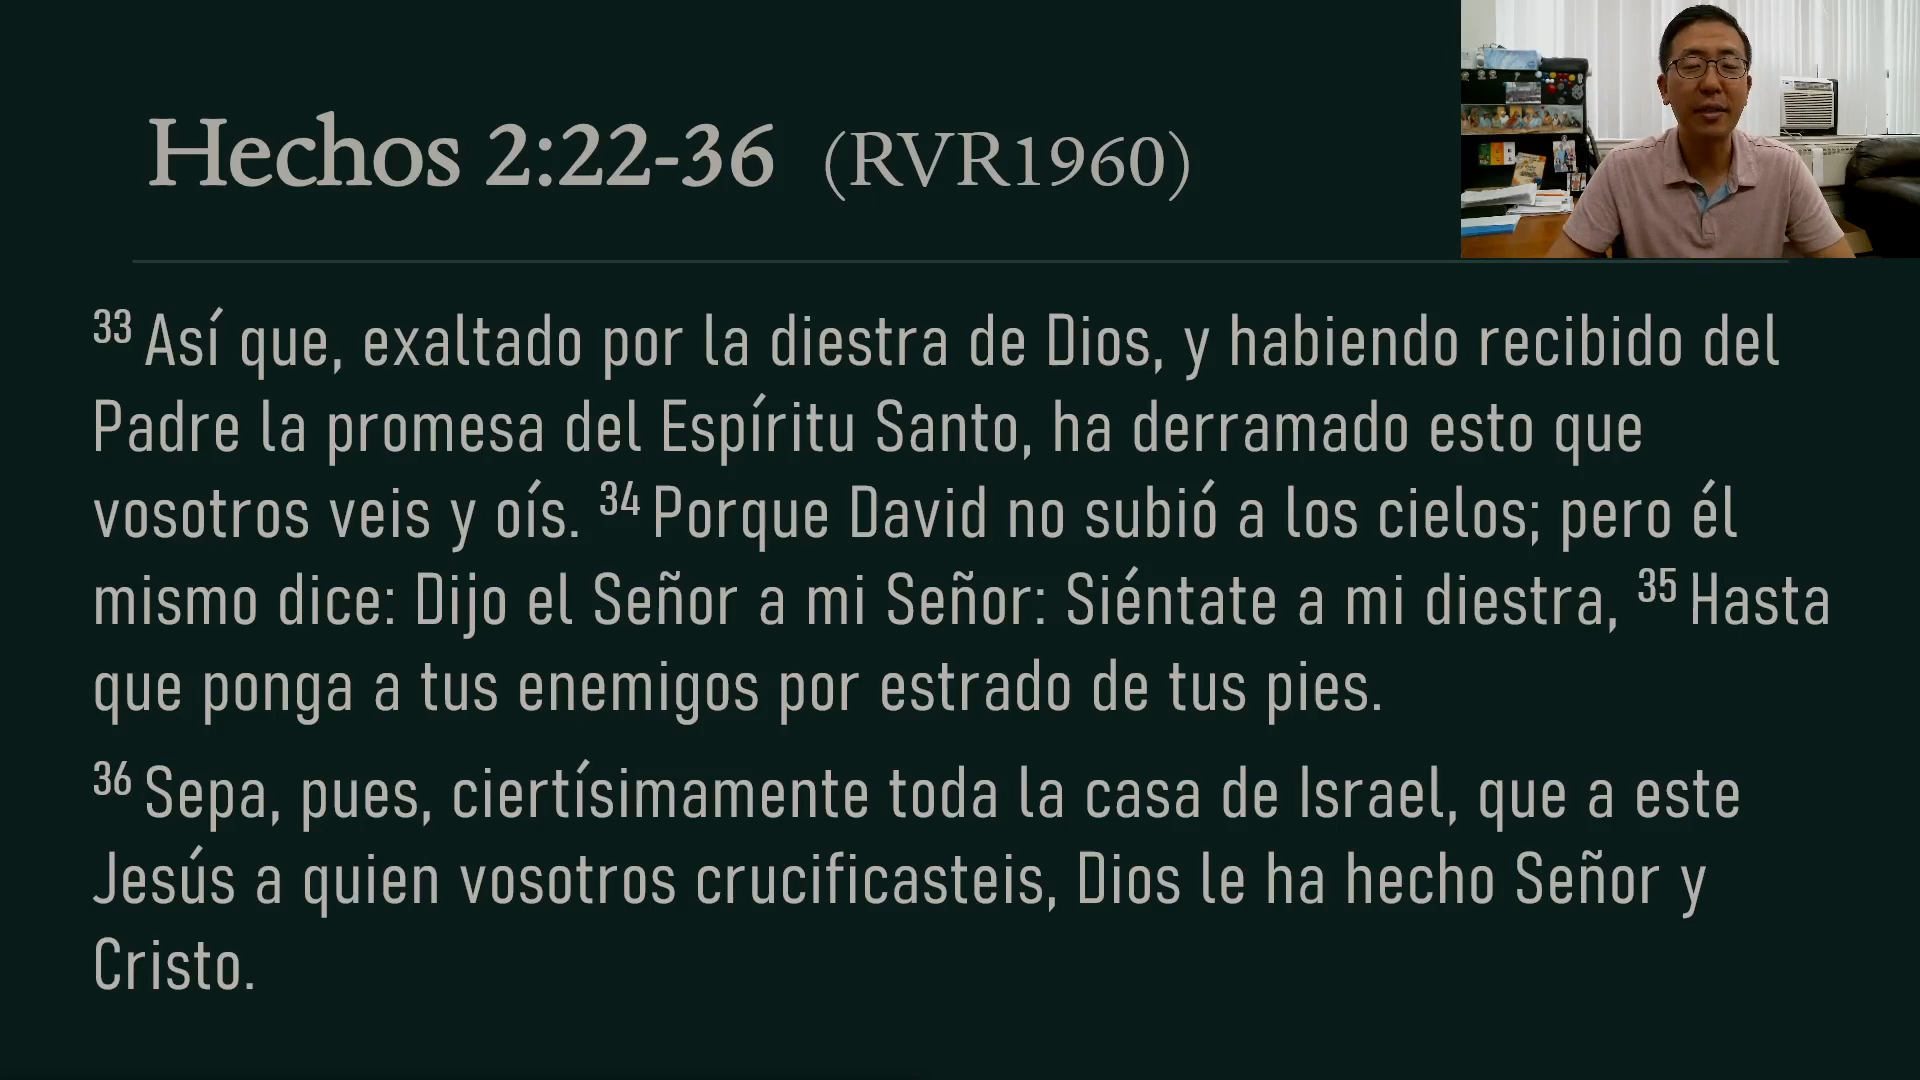 Hechos 2:22-36 (RVR1960)
33 Así que, exaltado por la diestra de Dios, y habiendo recibido del
Padre la promesa del Espíritu Santo, ha derramado esto que
vosotros veis y oís. 34 Porque David no subió a los cielos; pero él
mismo dice: Dijo el Señor a mi Señor: Siéntate a mi diestra, 35 Hasta
que ponga a tus enemigos por estrado de tus pies.
36 Sepa, pues, ciertísimamente toda la casa de Israel, que a este
Jesús a quien vosotros crucificasteis, Dios le ha hecho Señor y
Cristo.